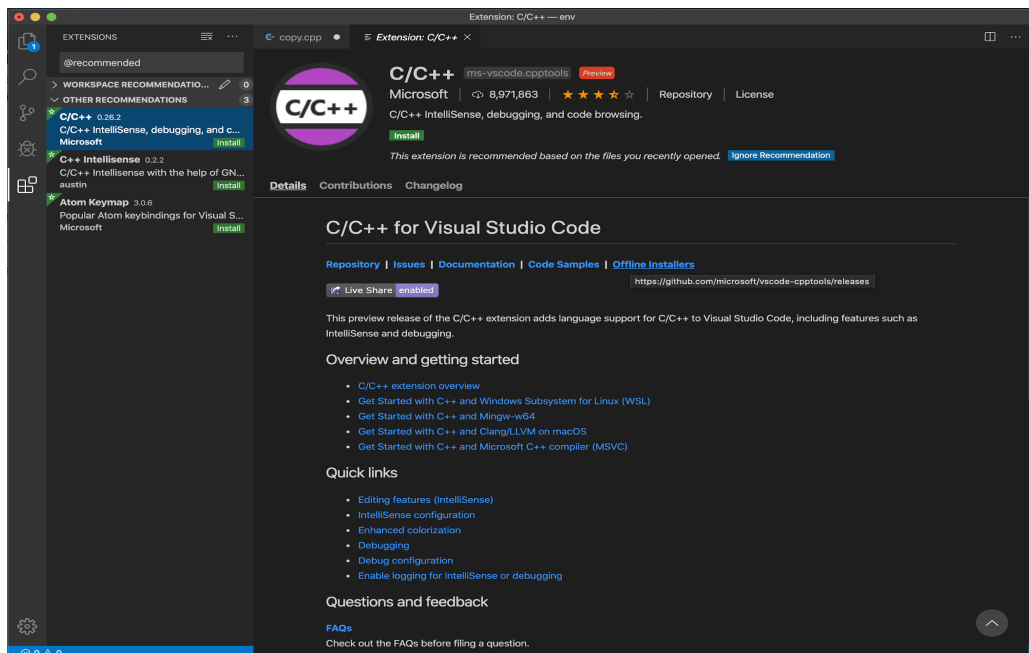 Extension: C/C++ — env
EXTENSIONS
copy.cpp
Extension: C/C++
1
@recommended
WORKSPACE RECOMMENDATIO... 0
OTHER RECOMMENDATIONS 3
C/C++ 0.26.2
C/C++ IntelliSense, debugging, and c...
Microsoft Install
C++ Intellisense 0.2.2
C/C++ Intellisense with the help of GN...
austin Install
Atom Keymap 3.0.6
Popular Atom keybindings for Visual S...
Microsoft Install
C/C++
C/C++ ms-vscode.cpptools Preview
Microsoft | 8,971,863 | Repository | License
C/C++ IntelliSense, debugging, and code browsing.
Install
This extension is recommended based on the files you recently opened. Ignore Recommendation
Details Contributions Changelog
C/C++ for Visual Studio Code
Repository | Issues | Documentation | Code Samples | Offline Installers
https://github.com/microsoft/vscode-cpptools/releases
Live Share enabled
This preview release of the C/C++ extension adds language support for C/C++ to Visual Studio Code, including features such as
IntelliSense and debugging.
Overview and getting started
• C/C++ extension overview
• Get Started with C++ and Windows Subsystem for Linux (WSL)
• Get Started with C++ and Mingw-w64
• Get Started with C++ and Clang/LLVM on macOS
• Get Started with C++ and Microsoft C++ compiler (MSVC)
Quick links
• Editing features (IntelliSense)
• IntelliSense configuration
• Enhanced colorization
• Debugging
• Debug configuration
• Enable logging for IntelliSense or debugging
Questions and feedback
FAQs
Check out the FAQs before filing a question.